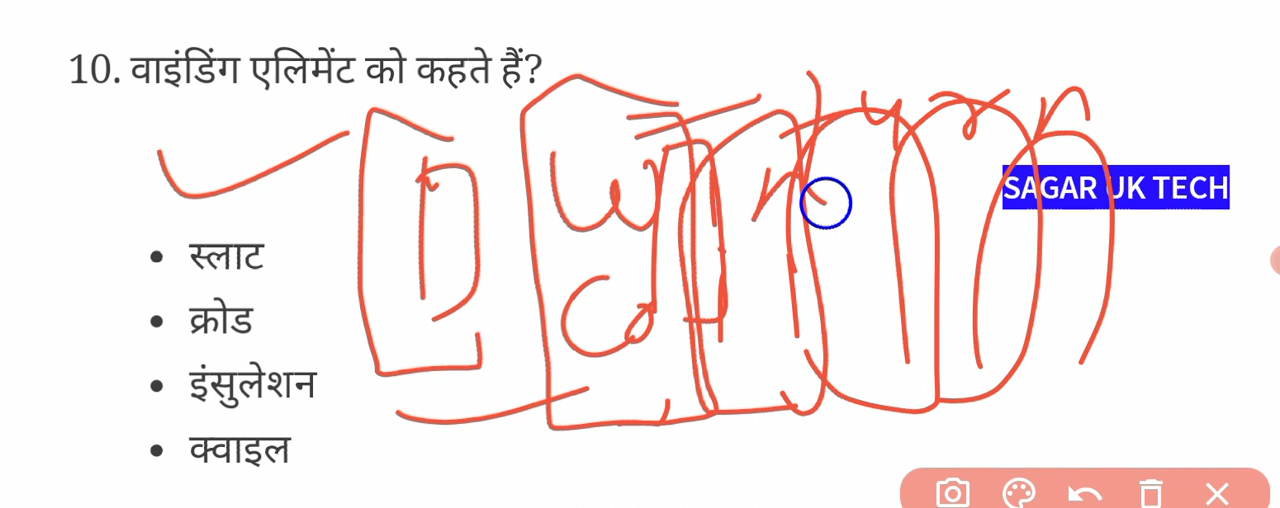 10. वाइंडिंग एलिमेंट को कहते हैं?
SAGAR UK TECH
• स्लाट
• क्रोड
• इंसुलेशन
• क्वाइल